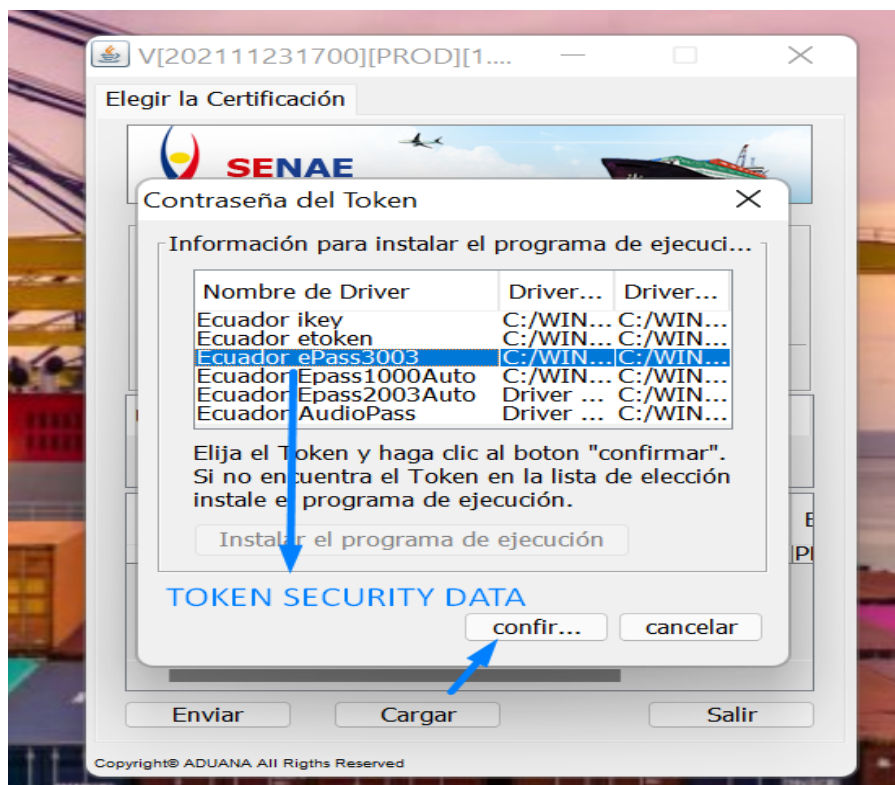 V[202111231700][PROD][1....
Elegir la Certificación
SENAE
Contraseña del Token
Información para instalar el programa de ejecuci...
Nombre de Driver Driver... Driver...
Ecuador ikey C:/WIN... C:/WIN...
Ecuador etoken C:/WIN... C:/WIN...
Ecuador ePass3003 C:/WIN... C:/WIN...
Ecuador Epass1000Auto C:/WIN... C:/WIN...
Ecuador Epass2003Auto Driver ... C:/WIN...
Ecuador AudioPass Driver ... C:/WIN...
Elija el Token y haga clic al boton "confirmar".
Si no encuentra el Token en la lista de elección
instale el programa de ejecución.
Instalar el programa de ejecución
TOKEN SECURITY DATA
confir... cancelar
Enviar Cargar Salir
Copyright® ADUANA All Rigths Reserved